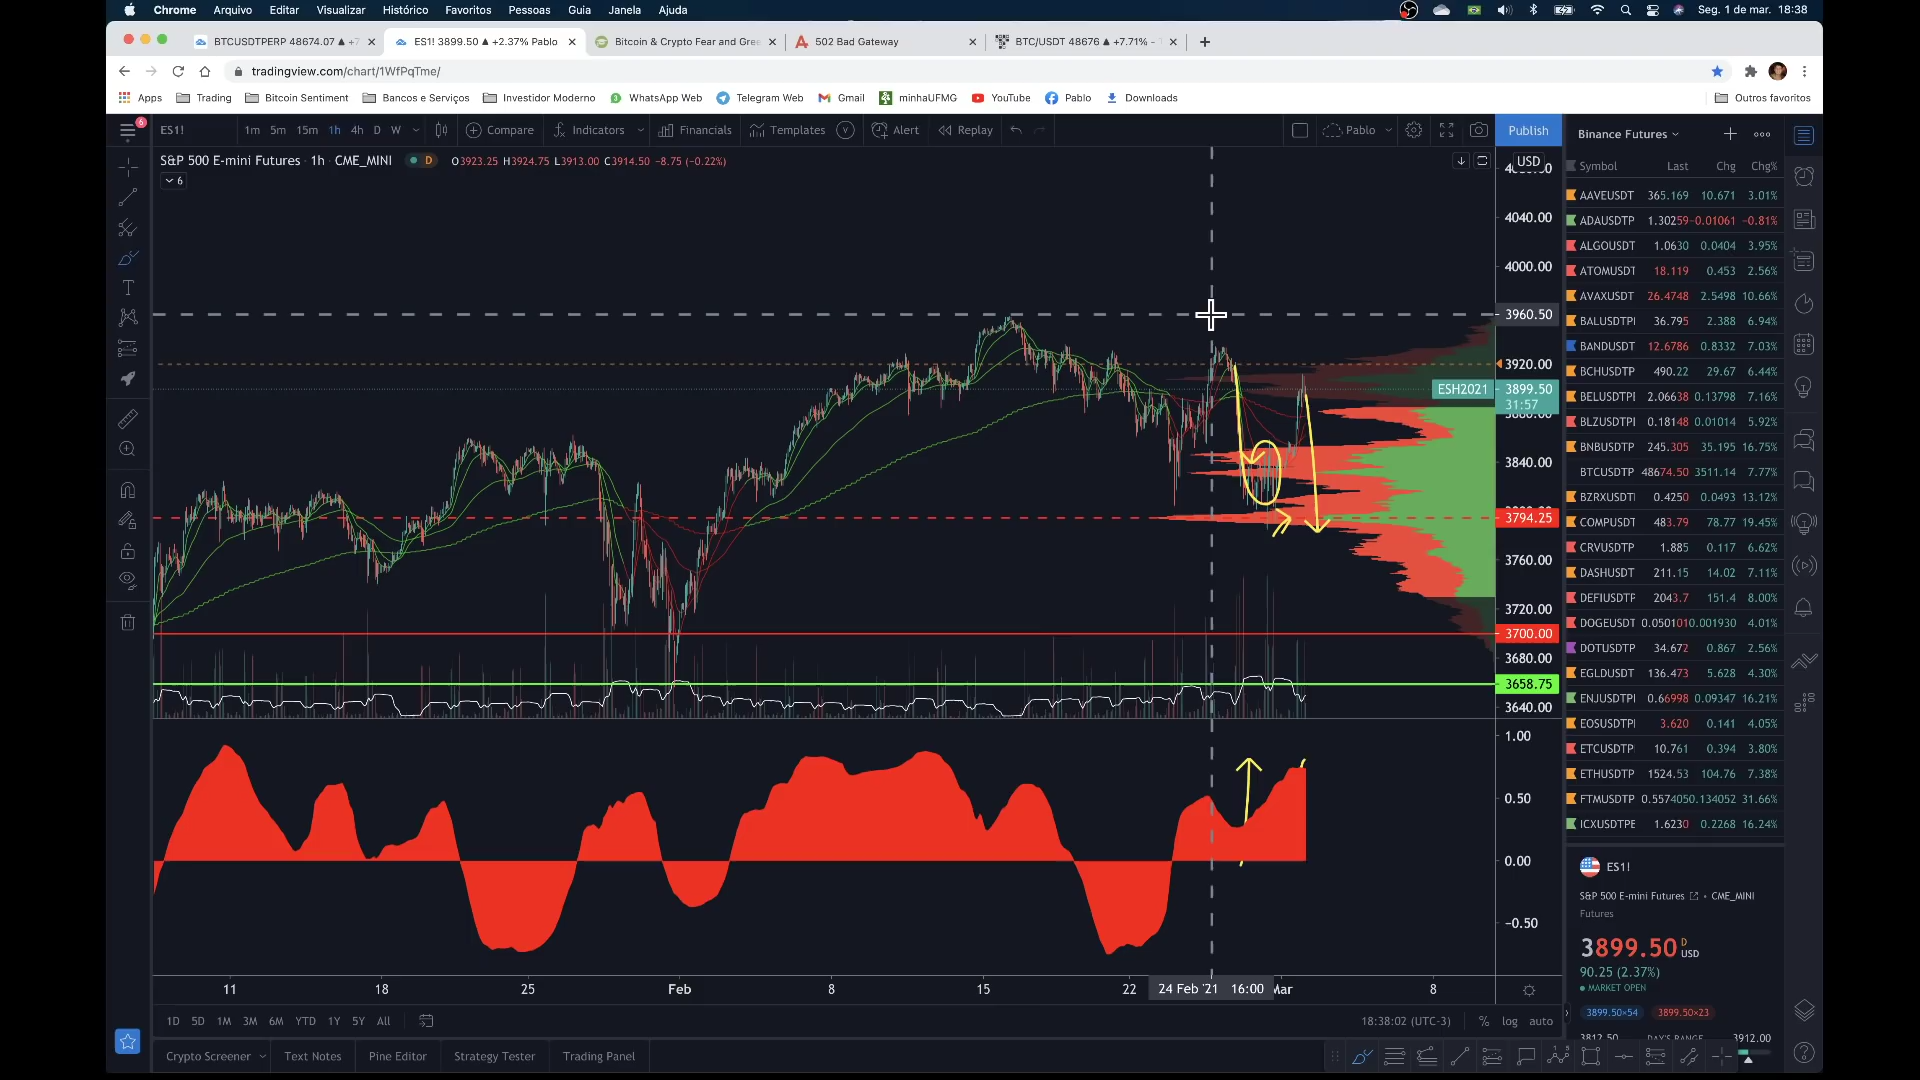 Chrome Arquivo Editar Visualizar Histórico Favoritos Pessoas Guia Janela Ajuda Seg. 1 de mar. 18:38
BTCUSDTPERP 48674.07 ▲ +7 ES1! 3899.50 ▲ +2.37% Pablo Bitcoin & Crypto Fear and Gree 502 Bad Gateway BTC/USDT 48676 ▲ +7.71% -
tradingview.com/chart/1WfPqTme/
Apps Trading Bitcoin Sentiment Bancos e Serviços Investidor Moderno WhatsApp Web Telegram Web Gmail minhaUFMG YouTube Pablo Downloads Outros favoritos
6 ES1! 1m 5m 15m 1h 4h D W Compare Indicators Financials Templates Alert Replay Pablo Publish Binance Futures
S&P 500 E-mini Futures · 1h · CME_MINI D O3923.25 H3924.75 L3913.00 C3914.50 −8.75 (−0.22%) USD
6
Symbol Last Chg Chg%
AAVEUSDT 365.169 10.671 3.01%
ADAUSDTP 1.30259 −0.01061 −0.81%
ALGOUSDT 1.0630 0.0404 3.95%
ATOMUSDT 18.119 0.453 2.56%
AVAXUSDT 26.4748 2.5498 10.66%
BALUSDTPI 36.795 2.388 6.94%
BANDUSDT 12.6786 0.8332 7.03%
BCHUSDTP 490.22 29.67 6.44%
BELUSDTPI 2.06638 0.13798 7.16%
BLZUSDTPI 0.18148 0.01014 5.92%
BNBUSDTP 245.305 35.195 16.75%
BTCUSDTP 48674.50 3511.14 7.77%
BZRXUSDTI 0.4250 0.0493 13.12%
COMPUSDT 483.79 78.77 19.45%
CRVUSDTP 1.885 0.117 6.62%
DASHUSDT 211.15 14.02 7.11%
DEFIUSDTP 2043.7 151.4 8.00%
DOGEUSDT 0.050101 0.001930 4.01%
DOTUSDTP 34.672 0.867 2.56%
EGLDUSDT 136.473 5.628 4.30%
ENJUSDTPI 0.66998 0.09347 16.21%
EOSUSDTPI 3.620 0.141 4.05%
ETCUSDTP 10.761 0.394 3.80%
ETHUSDTP 1524.53 104.76 7.38%
FTMUSDTP 0.557405 0.134052 31.66%
ICXUSDTPE 1.6230 0.2268 16.24%
4040.00
4000.00
3960.50
3920.00
ESH2021 3899.50
31:57
3840.00
3794.25
3760.00
3720.00
3700.00
3680.00
3658.75
3640.00
1.00
0.50
0.00
−0.50
11 18 25 Feb 8 15 22 24 Feb '21 16:00 Mar 8
ES1!
S&P 500 E-mini Futures • CME_MINI
Futures
3899.50 D USD
90.25 (2.37%)
MARKET OPEN
3899.50×54 3899.50×23
3812.50 DAY'S RANGE 3912.00
1D 5D 1M 3M 6M YTD 1Y 5Y All 18:38:02 (UTC-3) % log auto
Crypto Screener Text Notes Pine Editor Strategy Tester Trading Panel